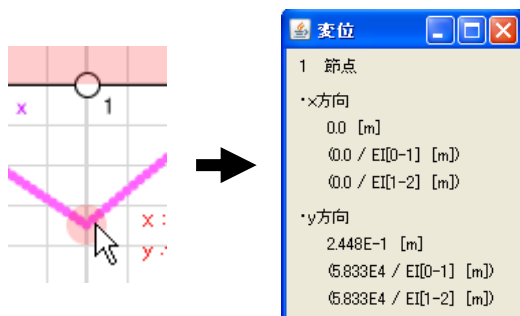 x
1
x :
y
変位
1 節点
・x方向
0.0 [m]
(0.0 / EI[0-1] [m])
(0.0 / EI[1-2] [m])
・y方向
2.448E-1 [m]
(5.833E4 / EI[0-1] [m])
(5.833E4 / EI[1-2] [m])